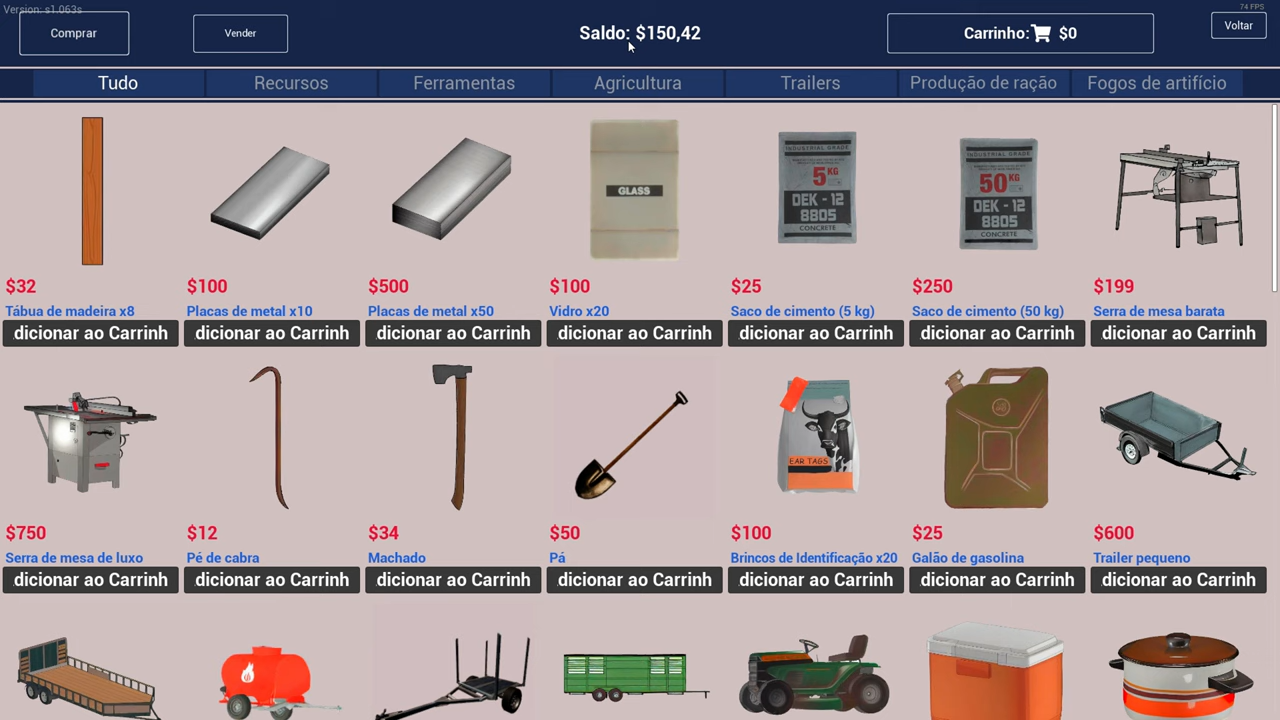 Version: s1.063s
74 FPS
Comprar
Vender
Saldo: $150,42
Carrinho: $0
Voltar
Tudo
Recursos
Ferramentas
Agricultura
Trailers
Produção de ração
Fogos de artifício
GLASS
INDUSTRIAL GRADE
5 KG
DEK - 12
8805
CONCRETE
INDUSTRIAL GRADE
50 KG
DEK - 12
8805
CONCRETE
$32
$100
$500
$100
$25
$250
$199
Tábua de madeira x8
Placas de metal x10
Placas de metal x50
Vidro x20
Saco de cimento (5 kg)
Saco de cimento (50 kg)
Serra de mesa barata
dicionar ao Carrinh
dicionar ao Carrinh
dicionar ao Carrinh
dicionar ao Carrinh
dicionar ao Carrinh
dicionar ao Carrinh
dicionar ao Carrinh
EAR TAGS
$750
$12
$34
$50
$100
$25
$600
Serra de mesa de luxo
Pé de cabra
Machado
Pá
Brincos de Identificação x20
Galão de gasolina
Trailer pequeno
dicionar ao Carrinh
dicionar ao Carrinh
dicionar ao Carrinh
dicionar ao Carrinh
dicionar ao Carrinh
dicionar ao Carrinh
dicionar ao Carrinh